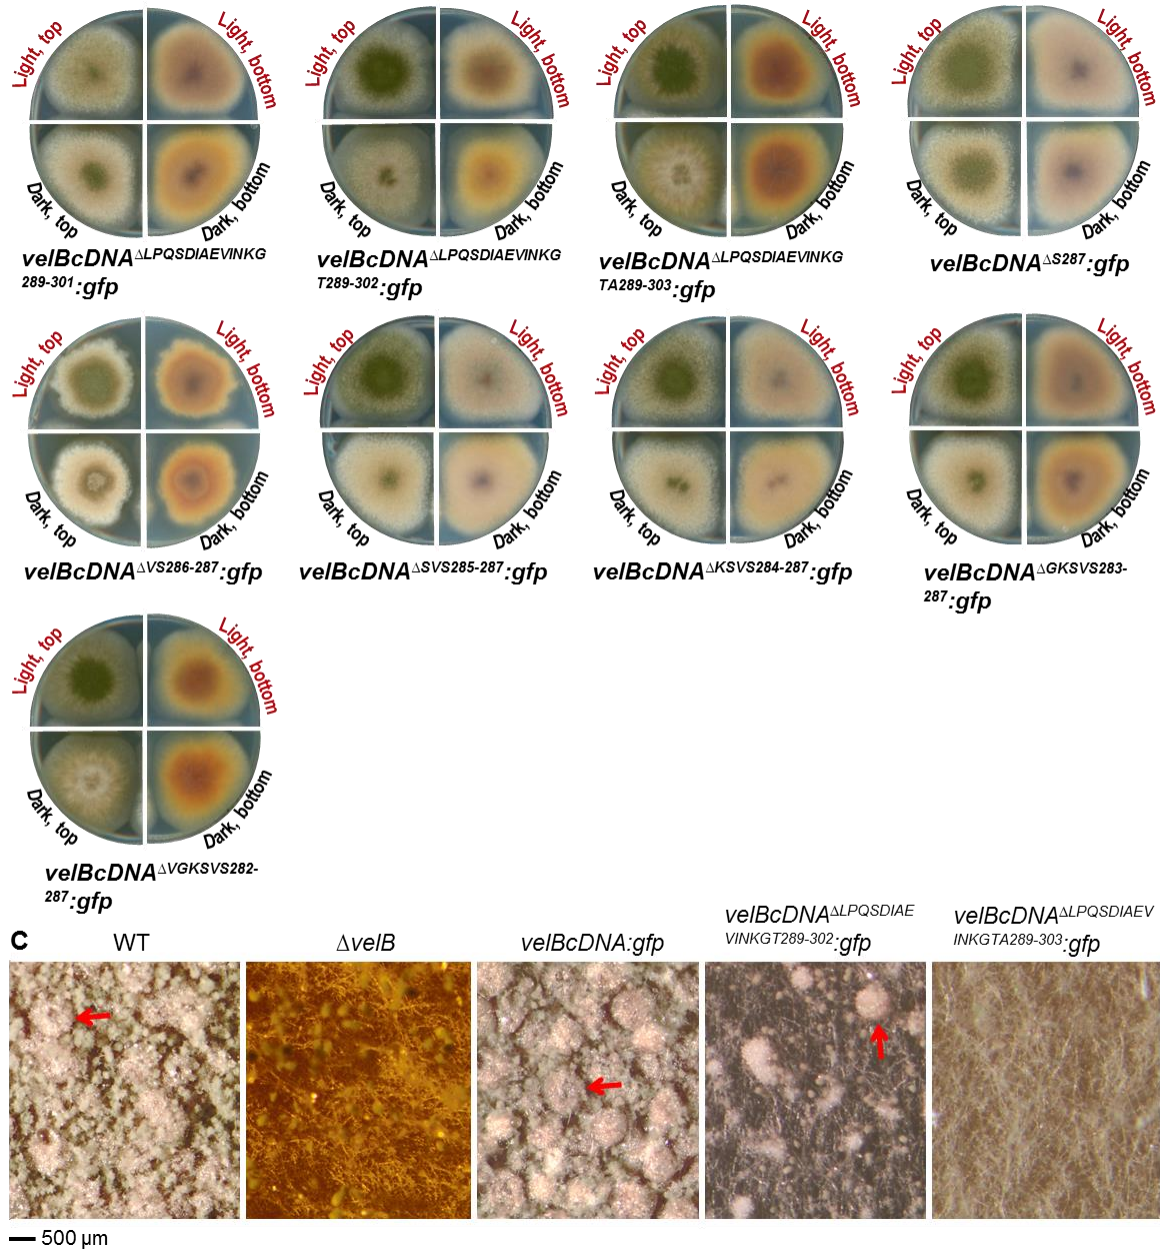 Light, top
Light, bottom
Dark, top
Dark, bottom
velBcDNA^ΔLPQSDIAEVINKG
289-301:gfp
Light, top
Light, bottom
Dark, top
Dark, bottom
velBcDNA^ΔLPQSDIAEVINKG
T289-302:gfp
Light, top
Light, bottom
Dark, top
Dark, bottom
velBcDNA^ΔLPQSDIAEVINKG
TA289-303:gfp
Light, top
Light, bottom
Dark, top
Dark, bottom
velBcDNA^ΔS287:gfp
Light, top
Light, bottom
Dark, top
Dark, bottom
velBcDNA^ΔVS286-287:gfp
Light, top
Light, bottom
Dark, top
Dark, bottom
velBcDNA^ΔSVS285-287:gfp
Light, top
Light, bottom
Dark, top
Dark, bottom
velBcDNA^ΔKSVS284-287:gfp
Light, top
Light, bottom
Dark, top
Dark, bottom
velBcDNA^ΔGKSVS283-
287:gfp
Light, top
Light, bottom
Dark, top
Dark, bottom
velBcDNA^ΔVGKSVS282-
287:gfp
C
WT
ΔvelB
velBcDNA:gfp
velBcDNA^ΔLPQSDIAE
VINKGT289-302:gfp
velBcDNA^ΔLPQSDIAEV
INKGTA289-303:gfp
500 µm